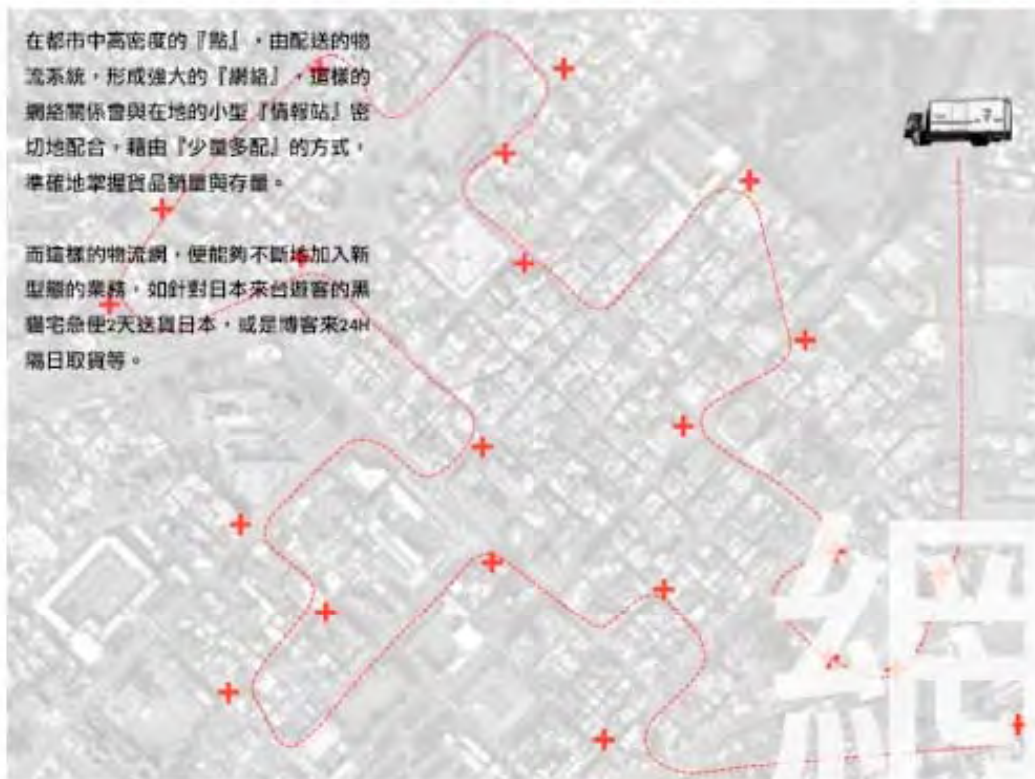 在都市中高密度的『點』，由配送的物
流系統，形成強大的『網絡』，這樣的
網絡關係會與在地的小型『情報站』密
切地配合，藉由『少量多配』的方式，
準確地掌握貨品銷量與存量。
而這樣的物流網，便能夠不斷地加入新
型態的業務，如針對日本來台遊客的黑
貓宅急便2天送貨日本，或是博客來24H
隔日取貨等。